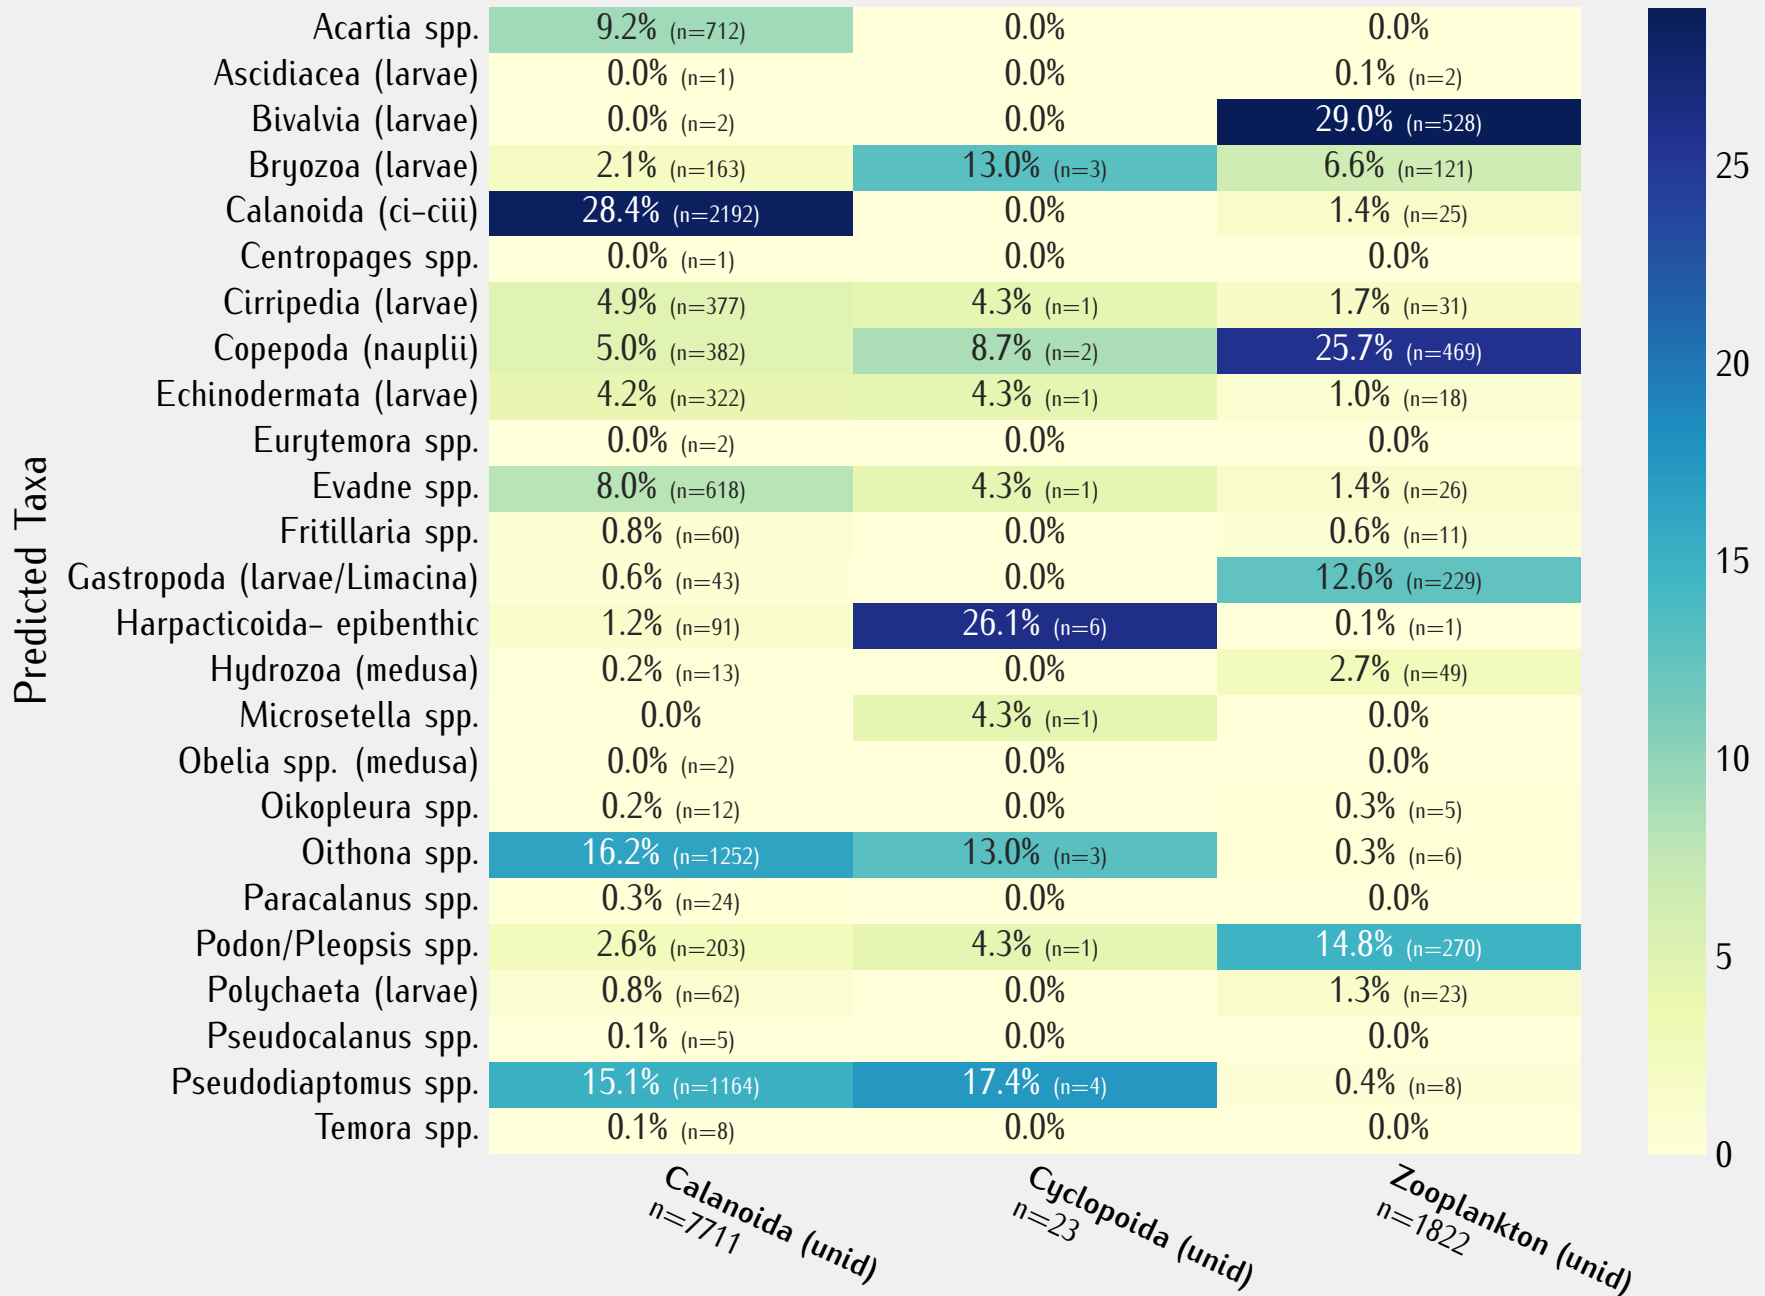 Acartia spp. 9.2% (n=712) 0.0% 0.0%
Ascidiacea (larvae) 0.0% (n=1) 0.0% 0.1% (n=2)
Bivalvia (larvae) 0.0% (n=2) 0.0% 29.0% (n=528)
Bryozoa (larvae) 2.1% (n=163) 13.0% (n=3) 6.6% (n=121) 25
Calanoida (ci-ciii) 28.4% (n=2192) 0.0% 1.4% (n=25)
Centropages spp. 0.0% (n=1) 0.0% 0.0%
Cirripedia (larvae) 4.9% (n=377) 4.3% (n=1) 1.7% (n=31)
Copepoda (nauplii) 5.0% (n=382) 8.7% (n=2) 25.7% (n=469) 20
Echinodermata (larvae) 4.2% (n=322) 4.3% (n=1) 1.0% (n=18)
Eurytemora spp. 0.0% (n=2) 0.0% 0.0%
Evadne spp. 8.0% (n=618) 4.3% (n=1) 1.4% (n=26)
Fritillaria spp. 0.8% (n=60) 0.0% 0.6% (n=11)
Predicted Taxa
Gastropoda (larvae/Limacina) 0.6% (n=43) 0.0% 12.6% (n=229) 15
Harpacticoida- epibenthic 1.2% (n=91) 26.1% (n=6) 0.1% (n=1)
Hydrozoa (medusa) 0.2% (n=13) 0.0% 2.7% (n=49)
Microsetella spp. 0.0% 4.3% (n=1) 0.0%
Obelia spp. (medusa) 0.0% (n=2) 0.0% 0.0% 10
Oikopleura spp. 0.2% (n=12) 0.0% 0.3% (n=5)
Oithona spp. 16.2% (n=1252) 13.0% (n=3) 0.3% (n=6)
Paracalanus spp. 0.3% (n=24) 0.0% 0.0%
Podon/Pleopsis spp. 2.6% (n=203) 4.3% (n=1) 14.8% (n=270) 5
Polychaeta (larvae) 0.8% (n=62) 0.0% 1.3% (n=23)
Pseudocalanus spp. 0.1% (n=5) 0.0% 0.0%
Pseudodiaptomus spp. 15.1% (n=1164) 17.4% (n=4) 0.4% (n=8)
Temora spp. 0.1% (n=8) 0.0% 0.0% 0
Calanoida (unid)
n=7711
Cyclopoida (unid)
n=23
Zooplankton (unid)
n=1822